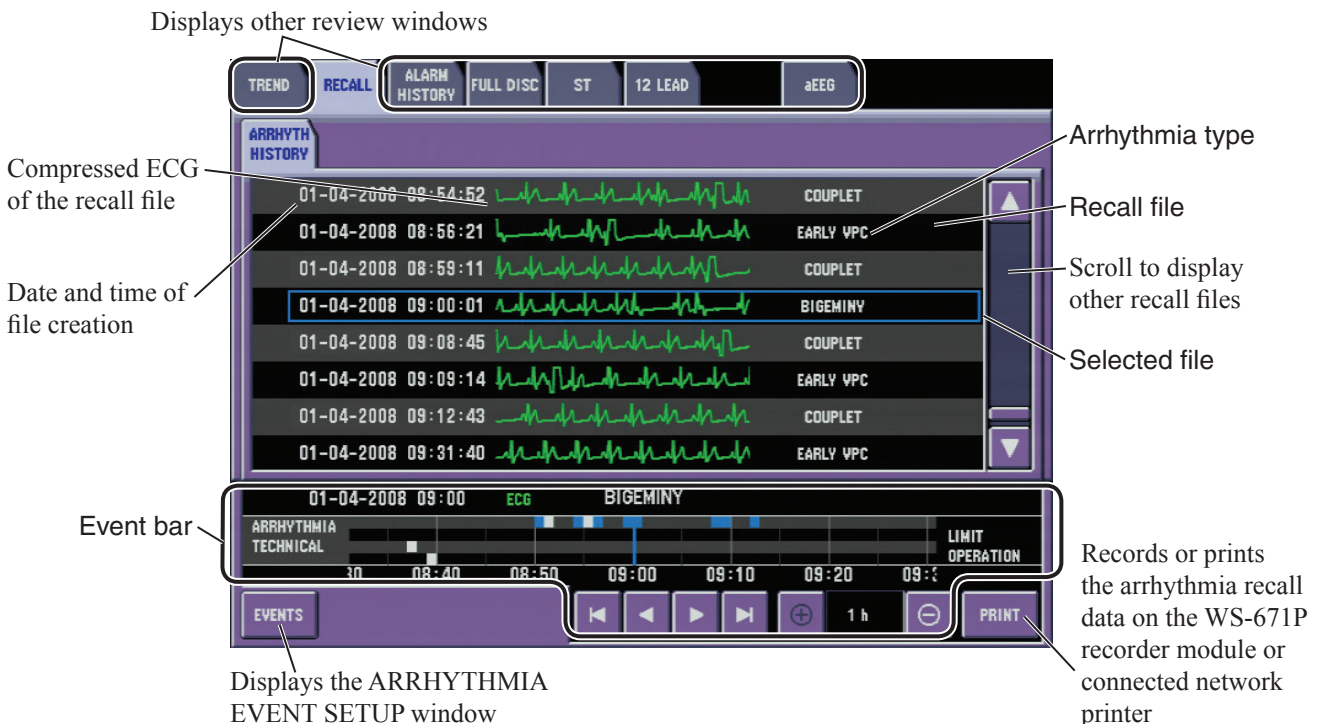 Displays other review windows
TREND
RECALL
ALARM
HISTORY
FULL DISC
ST
12 LEAD
aEEG
ARRHYTH
HISTORY
Compressed ECG
of the recall file
Date and time of
file creation
01-04-2008 08:54:52 COUPLET
01-04-2008 08:56:21 EARLY VPC
01-04-2008 08:59:11 COUPLET
01-04-2008 09:00:01 BIGEMINY
01-04-2008 09:08:45 COUPLET
01-04-2008 09:09:14 EARLY VPC
01-04-2008 09:12:43 COUPLET
01-04-2008 09:31:40 EARLY VPC
Arrhythmia type
Recall file
Scroll to display
other recall files
Selected file
Event bar
01-04-2008 09:00 ECG BIGEMINY
ARRHYTHMIA
TECHNICAL
LIMIT
OPERATION
30 08:40 08:50 09:00 09:10 09:20 09:
EVENTS
1 h
PRINT
Displays the ARRHYTHMIA
EVENT SETUP window
Records or prints
the arrhythmia recall
data on the WS-671P
recorder module or
connected network
printer